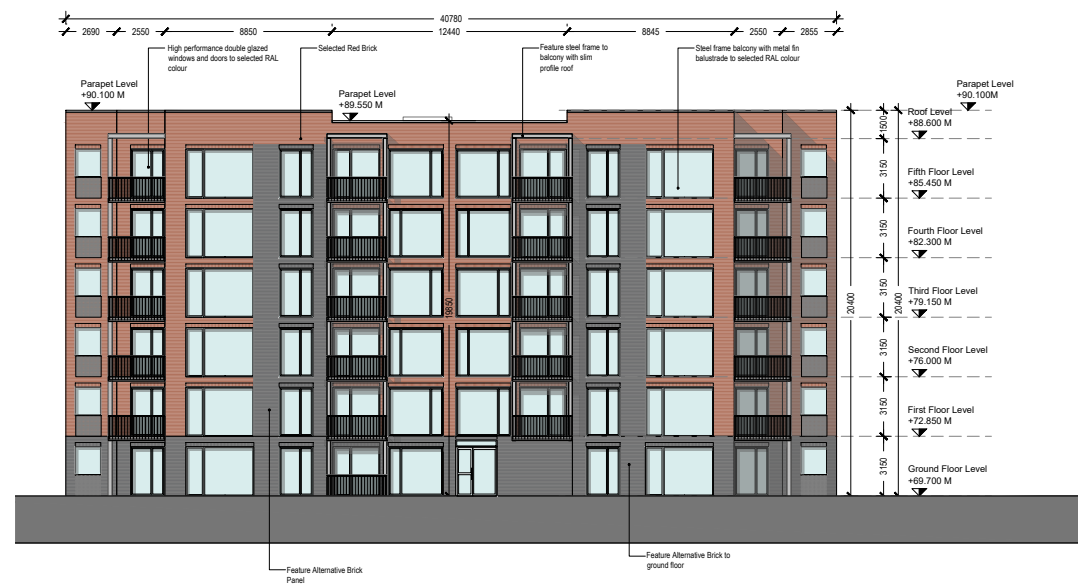 40780
2690
2550
8850
12440
8845
2550
2855
High performance double glazed
windows and doors to selected RAL
colour
Selected Red Brick
Feature steel frame to
balcony with slim
profile roof
Steel frame balcony with metal fin
balustrade to selected RAL colour
Parapet Level
+90.100 M
Parapet Level
+89.550 M
Parapet Level
+90.100M
Roof Level
+88.600 M
1500
3150
Fifth Floor Level
+85.450 M
3150
Fourth Floor Level
+82.300 M
3150
Third Floor Level
+79.150 M
19850
20400
20400
3150
Second Floor Level
+76.000 M
3150
First Floor Level
+72.850 M
3150
Ground Floor Level
+69.700 M
Feature Alternative Brick
Panel
Feature Alternative Brick to
ground floor